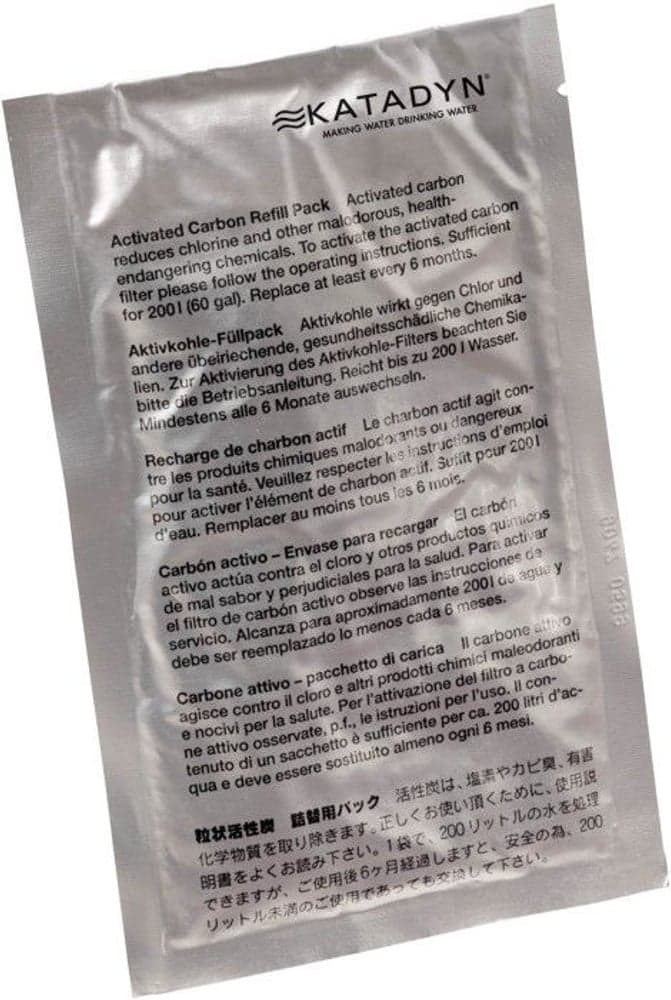 KATADYN®
MAKING WATER DRINKING WATER
Activated Carbon Refill Pack Activated carbon
reduces chlorine and other malodorous, health-
endangering chemicals. To activate the activated carbon
filter please follow the operating instructions. Sufficient
for 200 l (60 gal). Replace at least every 6 months.
Aktivkohle-Füllpack Aktivkohle wirkt gegen Chlor und
andere übeiriechende, gesundheitsschädliche Chemika-
lien. Zur Aktivierung des Aktivkohle-Filters beachten Sie
bitte die Betriebsanleitung. Reicht bis zu 200 l Wasser.
Mindestens alle 6 Monate auswechseln.
Recharge de charbon actif Le charbon actif agit con-
tre les produits chimiques malodorants ou dangereux
pour la santé. Veuillez respecter les instructions d'emploi
pour activer l'élément de charbon actif. Suffit pour 200 l
d'eau. Remplacer au moins tous les 6 mois.
Carbón activo – Envase para recargar El carbón
activo actúa contra el cloro y otros productos químicos
de mal sabor y perjudiciales para la salud. Para activar
el filtro de carbón activo observe las instrucciones de
servicio. Alcanza para aproximadamente 200 l de agua y
debe ser reemplazado lo menos cada 6 meses.
Carbone attivo – pacchetto di carica Il carbone attivo
agisce contro il cloro e altri prodotti chimici maleodoranti
e nocivi per la salute. Per l'attivazione del filtro a carbo-
ne attivo osservate, p.f., le istruzioni per l'uso. Il con-
tenuto di un sacchetto è sufficiente per ca. 200 litri d'ac-
qua e deve essere sostituito almeno ogni 6 mesi.
粒状活性炭 詰替用パック 活性炭は、塩素やカビ臭、有害
化学物質を取り除きます。正しくお使い頂くために、使用説
明書をよくお読み下さい。1袋で、200リットルの水を処理
できますが、ご使用後6ヶ月経過しますと、安全の為、200
リットル未満のご使用であっても交換して下さい。